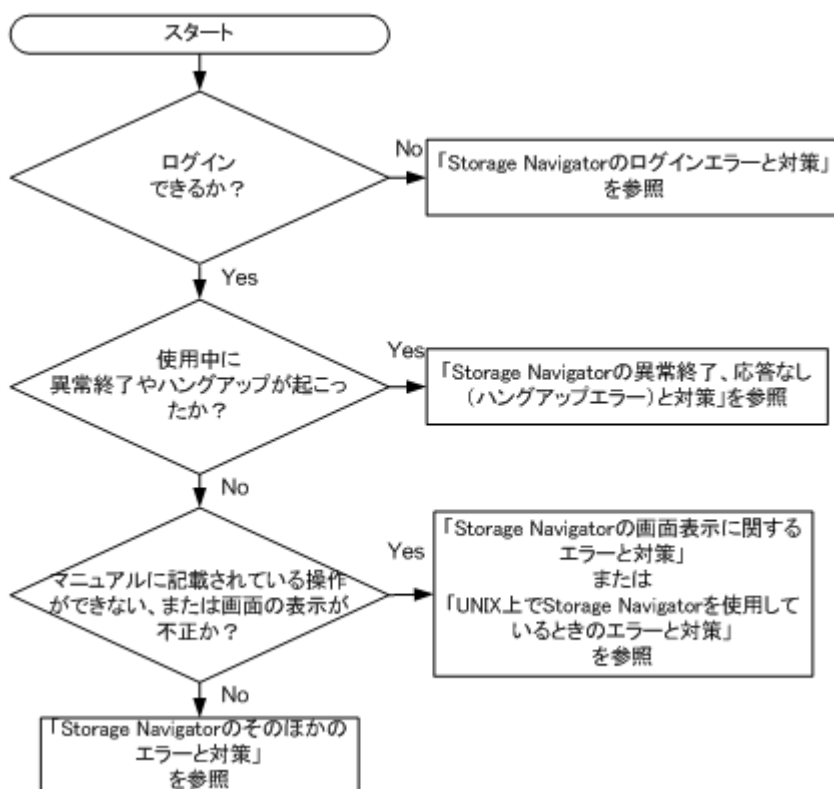 スタート
ログイン
できるか？
No
「Storage Navigatorのログインエラーと対策」
を参照
Yes
使用中に
異常終了やハングアップが起こっ
たか？
Yes
「Storage Navigatorの異常終了、応答なし
（ハングアップエラー）と対策」を参照
No
マニュアルに記載されている操作
ができない、または画面の表示が
不正か？
Yes
「Storage Navigatorの画面表示に関する
エラーと対策」
または
「UNIX上でStorage Navigatorを使用して
いるときのエラーと対策」
を参照
No
「Storage Navigatorのそのほかの
エラーと対策」
を参照